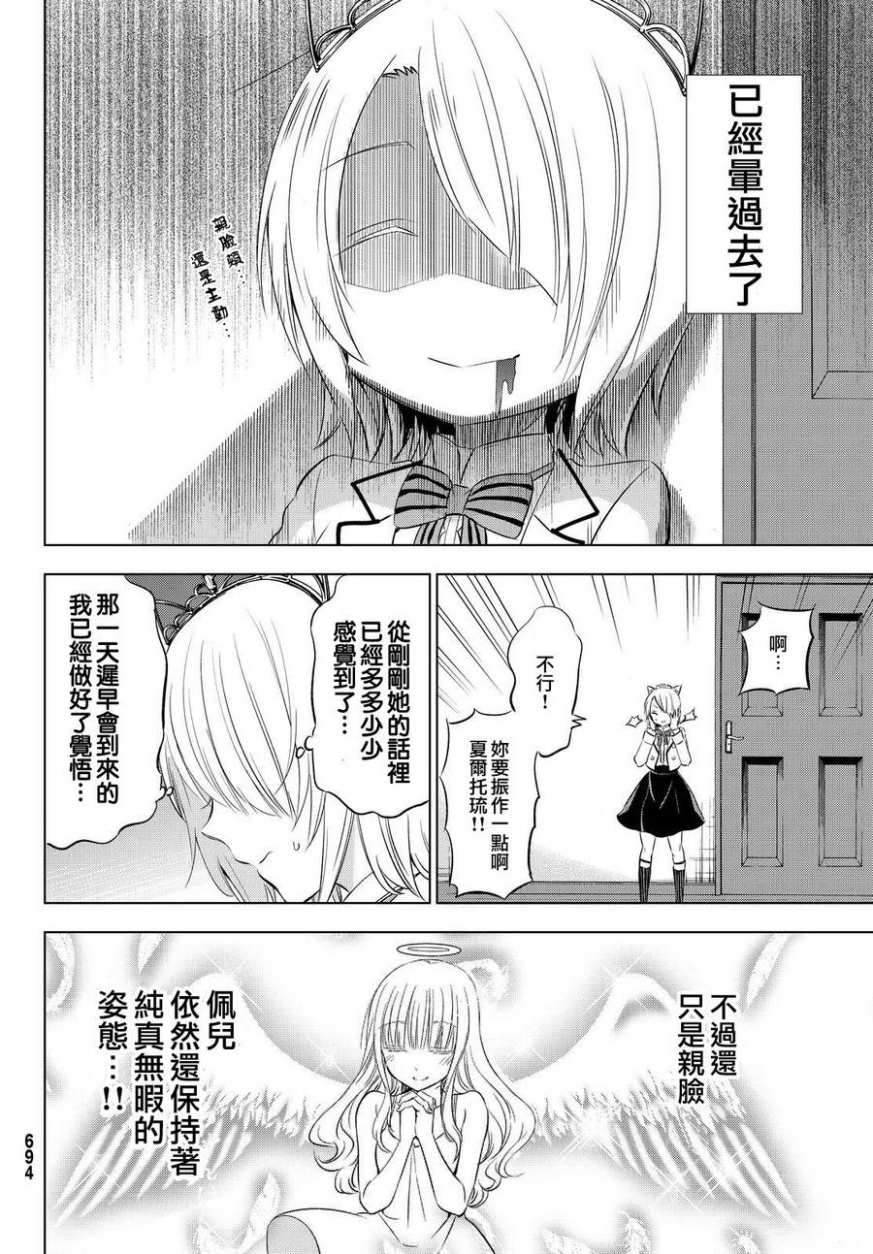 已經暈過去了
親臉頰…
還是主動…
啊…
不行！
妳要振作一點啊
夏爾托琉!!
從剛剛她的話裡
已經多多少少
感覺到了…
那一天遲早會到來的
我已經做好了覺悟…
不過還
只是親臉
佩兒
依然還保持著
純真無暇的
姿態…!!
694